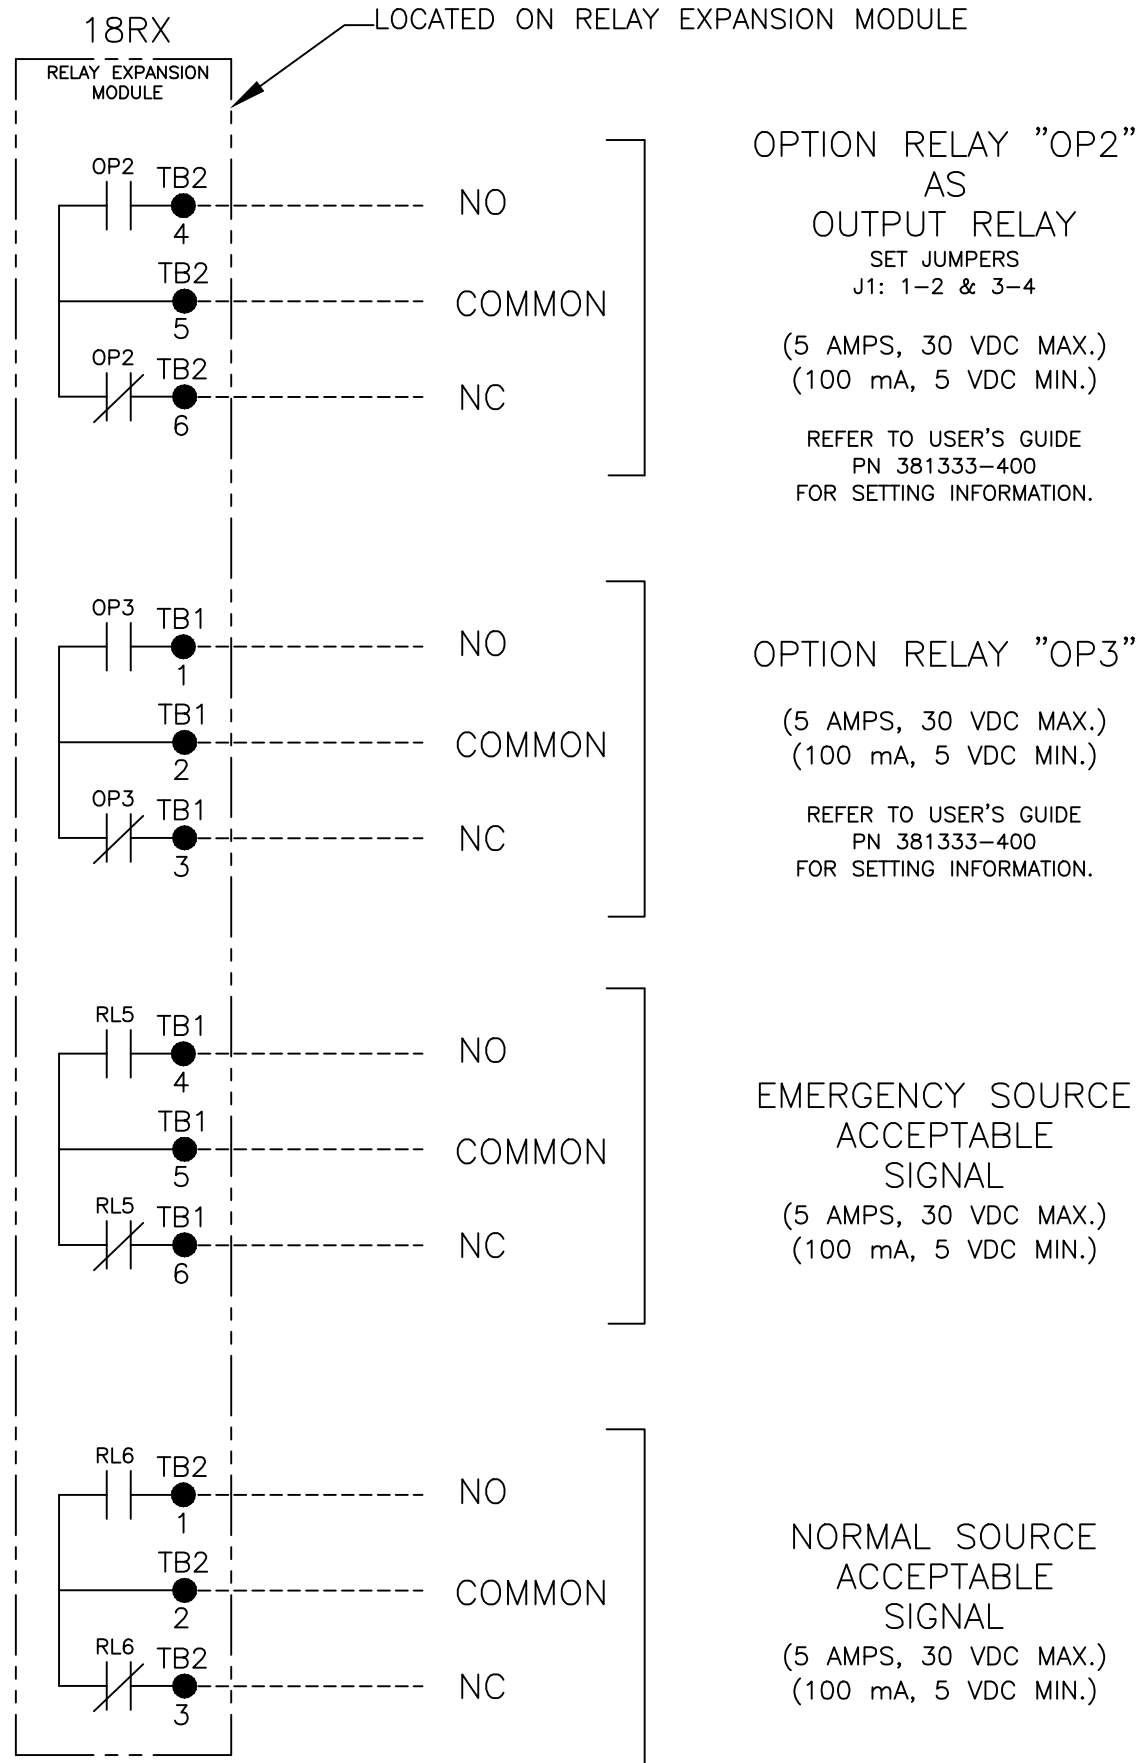 LOCATED ON RELAY EXPANSION MODULE
18RX
RELAY EXPANSION
MODULE
OP2
TB2
4
NO
TB2
5
COMMON
OP2
TB2
6
NC
OPTION RELAY "OP2"
AS
OUTPUT RELAY
SET JUMPERS
J1: 1-2 & 3-4
(5 AMPS, 30 VDC MAX.)
(100 mA, 5 VDC MIN.)
REFER TO USER'S GUIDE
PN 381333-400
FOR SETTING INFORMATION.
OP3
TB1
1
NO
TB1
2
COMMON
OP3
TB1
3
NC
OPTION RELAY "OP3"
(5 AMPS, 30 VDC MAX.)
(100 mA, 5 VDC MIN.)
REFER TO USER'S GUIDE
PN 381333-400
FOR SETTING INFORMATION.
RL5
TB1
4
NO
TB1
5
COMMON
RL5
TB1
6
NC
EMERGENCY SOURCE
ACCEPTABLE
SIGNAL
(5 AMPS, 30 VDC MAX.)
(100 mA, 5 VDC MIN.)
RL6
TB2
1
NO
TB2
2
COMMON
RL6
TB2
3
NC
NORMAL SOURCE
ACCEPTABLE
SIGNAL
(5 AMPS, 30 VDC MAX.)
(100 mA, 5 VDC MIN.)